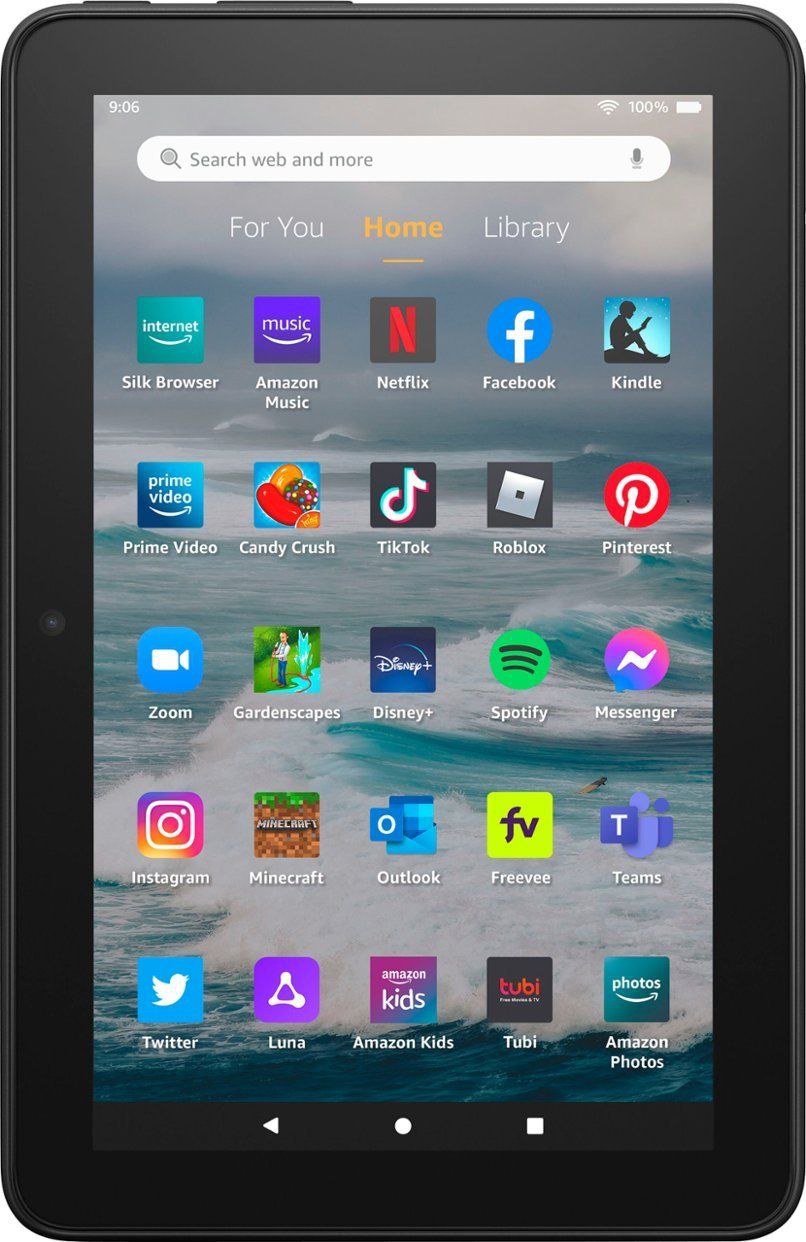 9:06 100%
Search web and more
For You Home Library
internet music
Silk Browser Amazon Music Netflix Facebook Kindle
prime video
Prime Video Candy Crush TikTok Roblox Pinterest
Disney+
Zoom Gardenscapes Disney+ Spotify Messenger
MINECRAFT O fv T
Instagram Minecraft Outlook Freevee Teams
amazon kids tubi Free Movies & TV photos
Twitter Luna Amazon Kids Tubi Amazon Photos